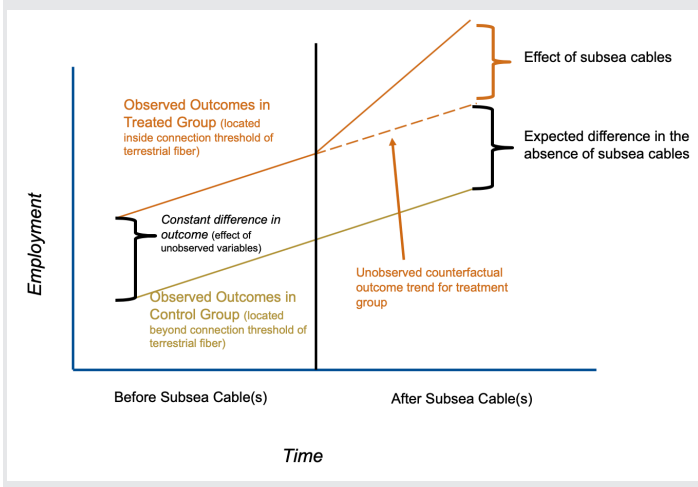 Effect of subsea cables
Observed Outcomes in
Treated Group (located
inside connection threshold of
terrestrial fiber)
Expected difference in the
absence of subsea cables
Employment
Constant difference in
outcome (effect of
unobserved variables)
Unobserved counterfactual
outcome trend for treatment
group
Observed Outcomes in
Control Group (located
beyond connection threshold of
terrestrial fiber)
Before Subsea Cable(s)
After Subsea Cable(s)
Time